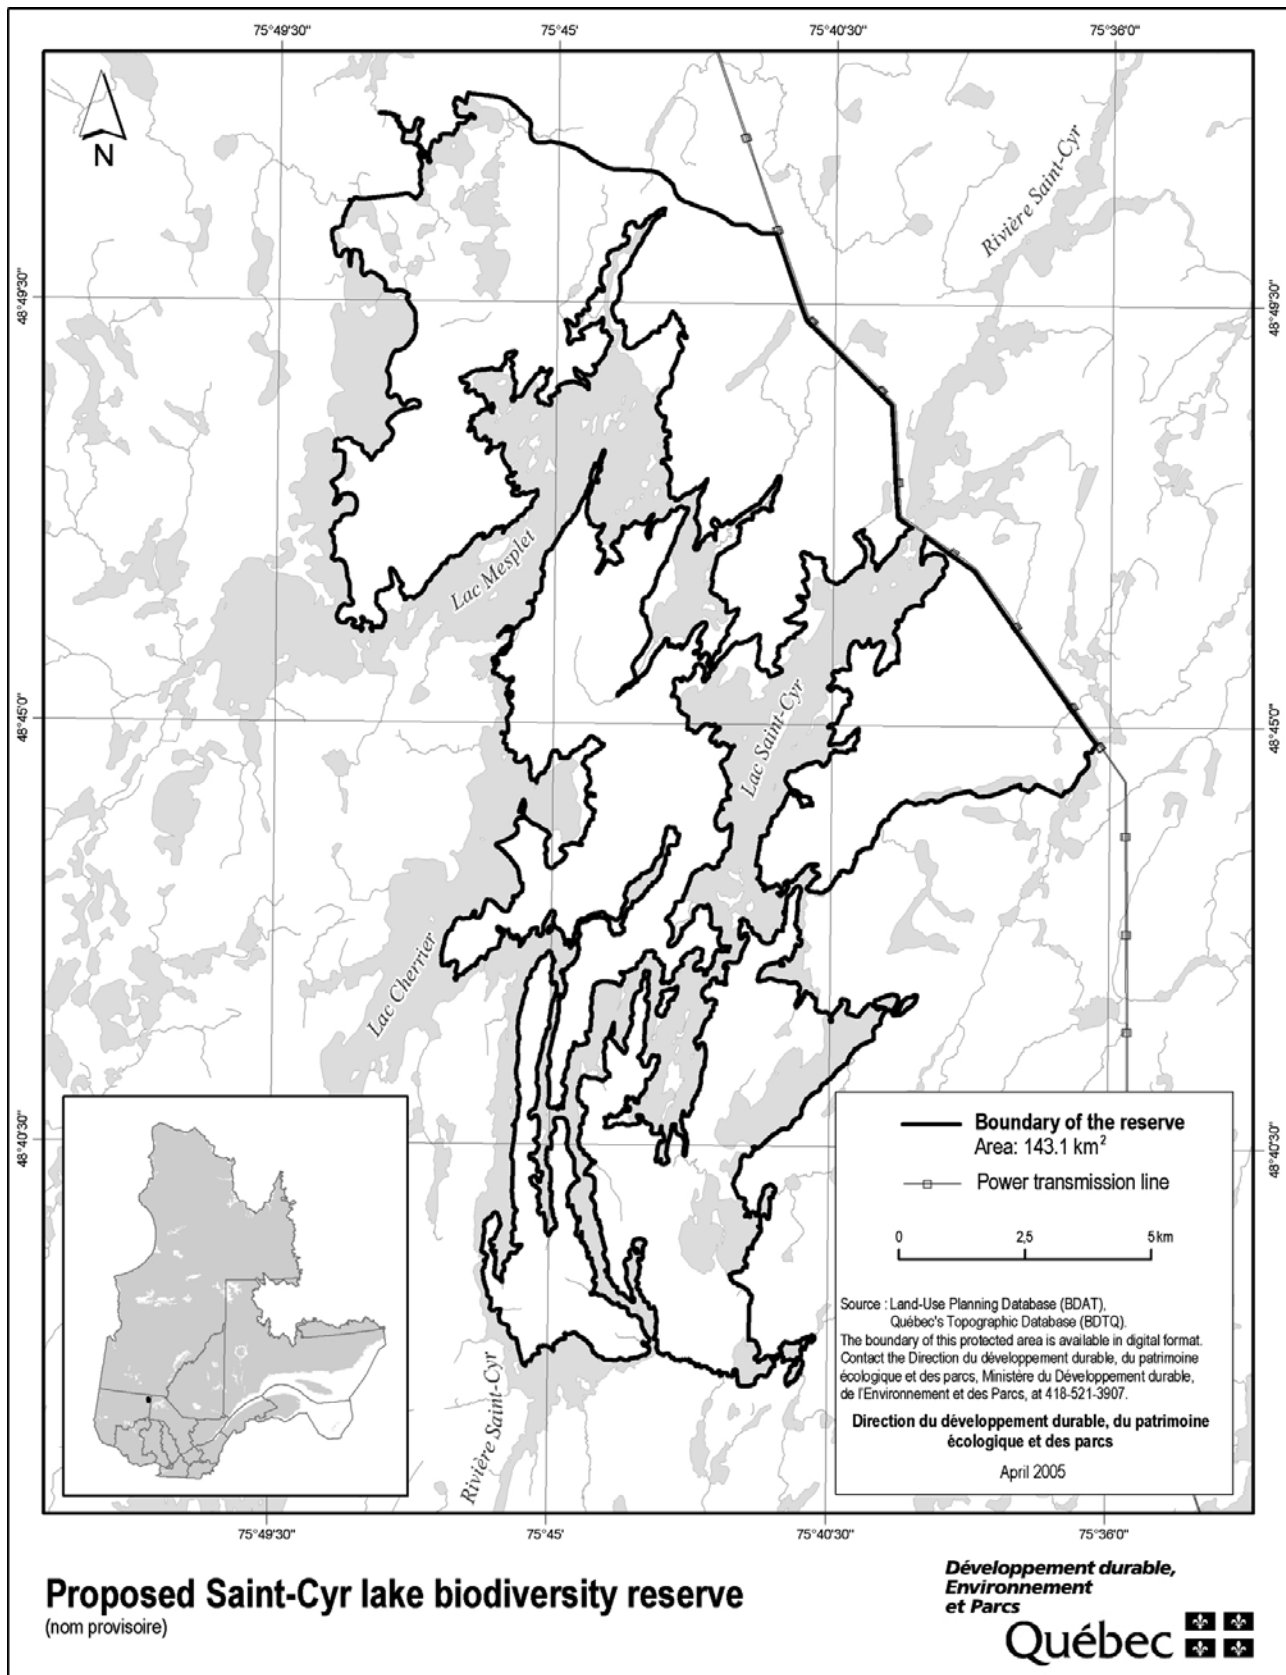 75°49'30"
75°45'
75°40'30"
75°36'0"
N
Rivière Saint-Cyr
48°49'30"
48°49'30"
Lac Mesplet
48°45'0"
48°45'0"
Lac Saint-Cyr
Lac Cherrier
48°40'30"
48°40'30"
Boundary of the reserve
Area: 143.1 km²
Power transmission line
0
2,5
5 km
Source : Land-Use Planning Database (BDAT),
Québec's Topographic Database (BDTQ).
The boundary of this protected area is available in digital format.
Contact the Direction du développement durable, du patrimoine
écologique et des parcs, Ministère du Développement durable,
de l'Environnement et des Parcs, at 418-521-3907.
Direction du développement durable, du patrimoine
écologique et des parcs
April 2005
Rivière Saint-Cyr
75°49'30"
75°45'
75°40'30"
75°36'0"
Proposed Saint-Cyr lake biodiversity reserve
(nom provisoire)
Développement durable,
Environnement
et Parcs
Québec